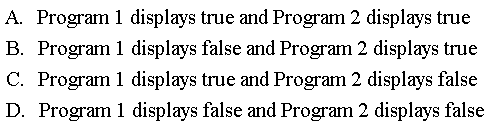 A. Program 1 displays true and Program 2 displays true
B. Program 1 displays false and Program 2 displays true
C. Program 1 displays true and Program 2 displays false
D. Program 1 displays false and Program 2 displays false